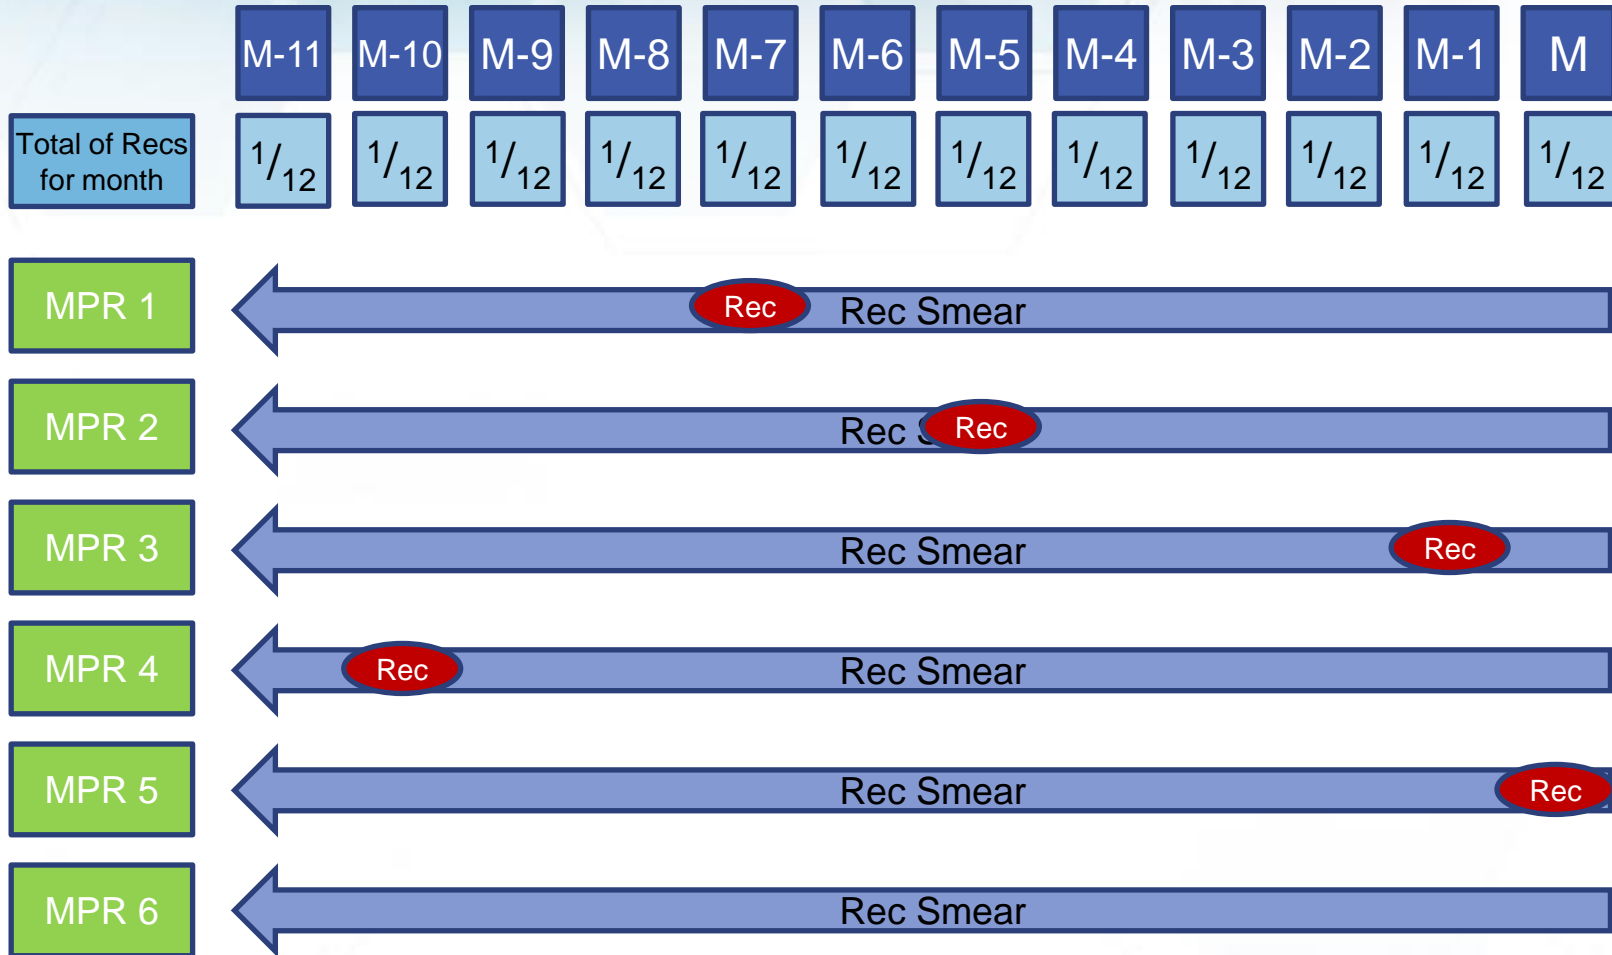 M-11 M-10 M-9 M-8 M-7 M-6 M-5 M-4 M-3 M-2 M-1 M
Total of Recs
for month
1/12 1/12 1/12 1/12 1/12 1/12 1/12 1/12 1/12 1/12 1/12 1/12
MPR 1 Rec Rec Smear
MPR 2 Rec Rec
MPR 3 Rec Smear Rec
MPR 4 Rec Rec Smear
MPR 5 Rec Smear Rec
MPR 6 Rec Smear